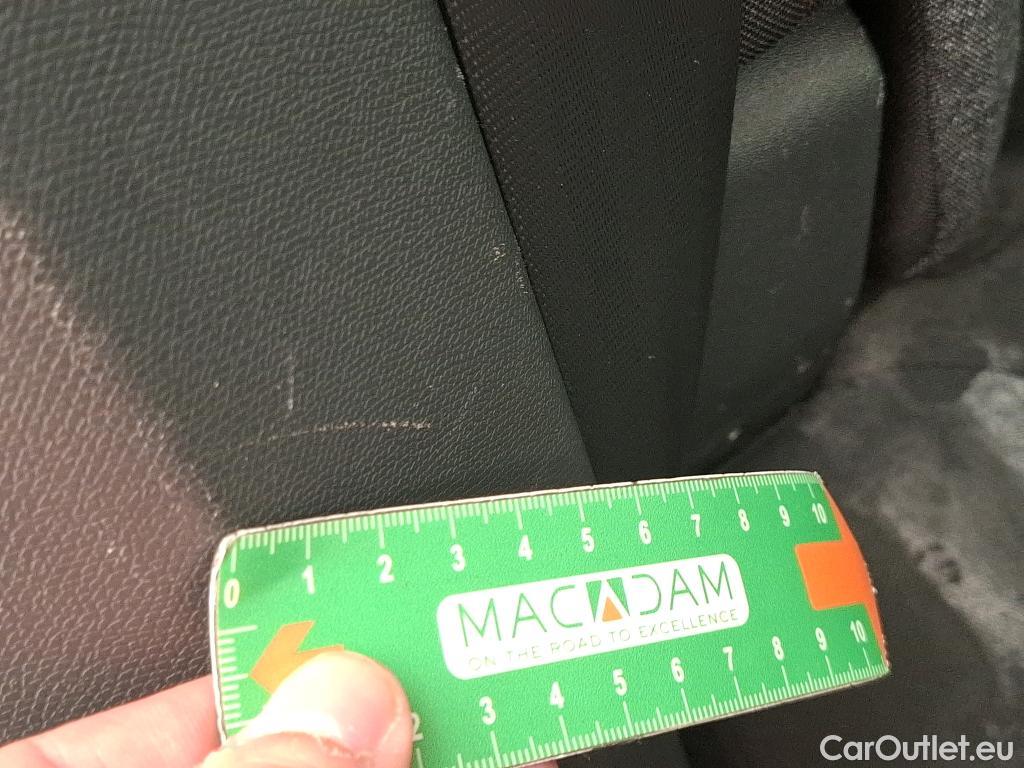 0 1 2 3 4 5 6 7 8 9 10
MACADAM
ON THE ROAD TO EXCELLENCE
2 3 4 5 6 7 8 9 10
CarOutlet.eu